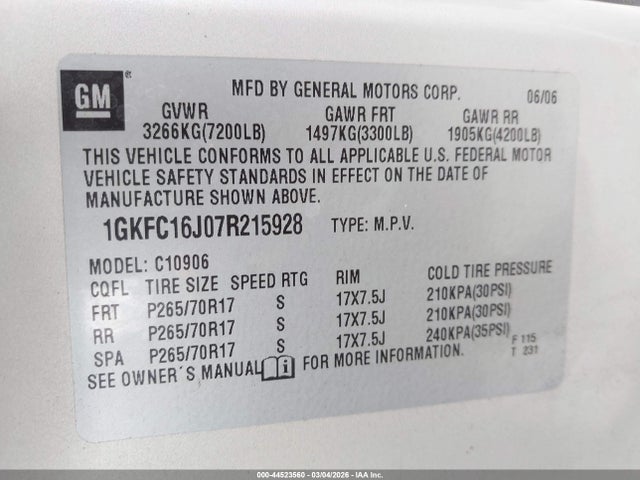 GM
MFD BY GENERAL MOTORS CORP. 06/06
GVWR GAWR FRT GAWR RR
3266KG(7200LB) 1497KG(3300LB) 1905KG(4200LB)
THIS VEHICLE CONFORMS TO ALL APPLICABLE U.S. FEDERAL MOTOR
VEHICLE SAFETY STANDARDS IN EFFECT ON THE DATE OF
MANUFACTURE SHOWN ABOVE.
1GKFC16J07R215928 TYPE: M.P.V.
MODEL: C10906
CQFL TIRE SIZE SPEED RTG RIM COLD TIRE PRESSURE
FRT P265/70R17 S 17X7.5J 210KPA(30PSI)
RR P265/70R17 S 17X7.5J 210KPA(30PSI)
SPA P265/70R17 S 17X7.5J 240KPA(35PSI)
F 115
T 231
SEE OWNER'S MANUAL FOR MORE INFORMATION.
000-44523560 - 03/04/2026 - IAA Inc.